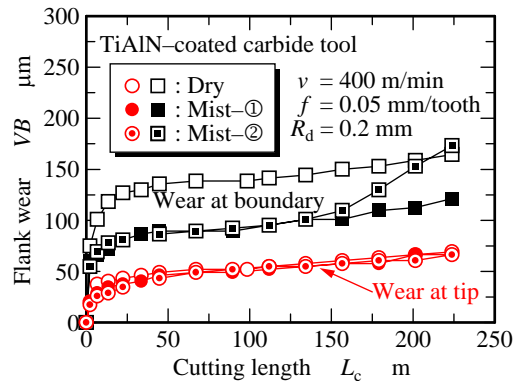 TiAlN–coated carbide tool
: Dry
: Mist–①
: Mist–②
v = 400 m/min
f = 0.05 mm/tooth
Rd = 0.2 mm
Wear at boundary
Wear at tip
Flank wear VB μm
300
250
200
150
100
50
0
0 50 100 150 200 250
Cutting length Lc m